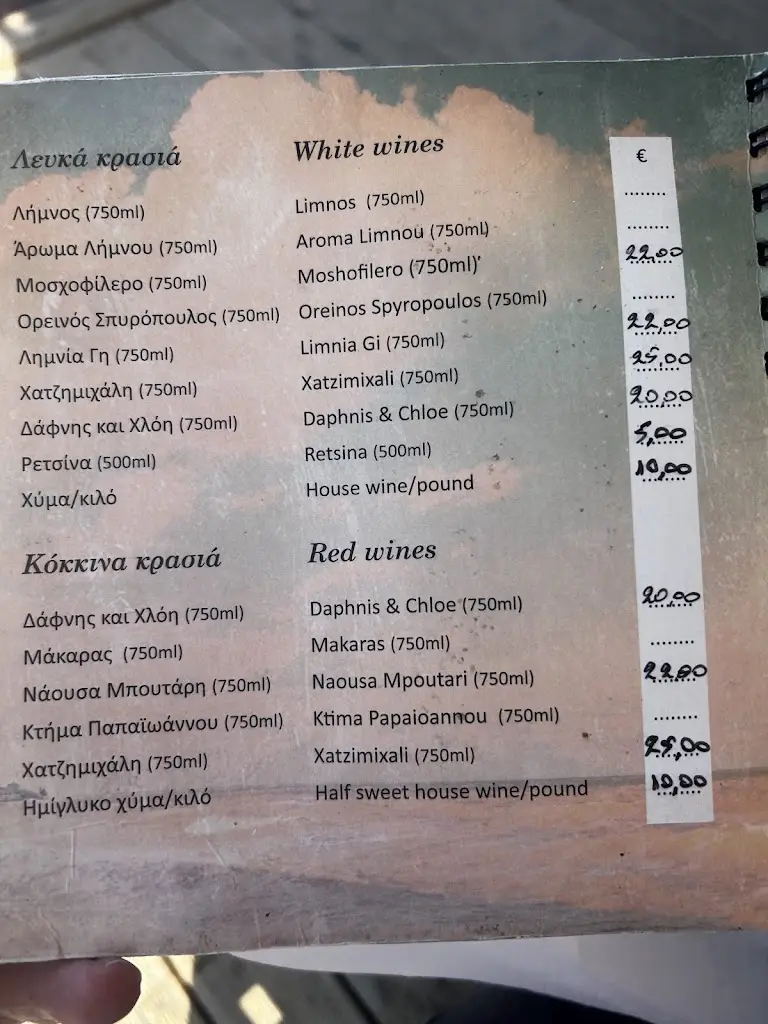 Λευκά κρασιά White wines €
Λήμνος (750ml) Limnos (750ml) ........
Άρωμα Λήμνου (750ml) Aroma Limnou (750ml) ........
Μοσχοφίλερο (750ml) Moshofilero (750ml)' 22,00
Ορεινός Σπυρόπουλος (750ml) Oreinos Spyropoulos (750ml) ........
Λημνία Γη (750ml) Limnia Gi (750ml) 22,00
Χατζημιχάλη (750ml) Xatzimixali (750ml) 25,00
Δάφνης και Χλόη (750ml) Daphnis & Chloe (750ml) 20,00
Ρετσίνα (500ml) Retsina (500ml) 5,00
Χύμα/κιλό House wine/pound 10,00
Κόκκινα κρασιά Red wines
Δάφνης και Χλόη (750ml) Daphnis & Chloe (750ml) 20,00
Μάκαρας (750ml) Makaras (750ml) ........
Νάουσα Μπουτάρη (750ml) Naousa Mpoutari (750ml) 22,00
Κτήμα Παπαϊωάννου (750ml) Ktima Papaioannou (750ml) ........
Χατζημιχάλη (750ml) Xatzimixali (750ml) 25,00
Ημίγλυκο χύμα/κιλό Half sweet house wine/pound 10,00